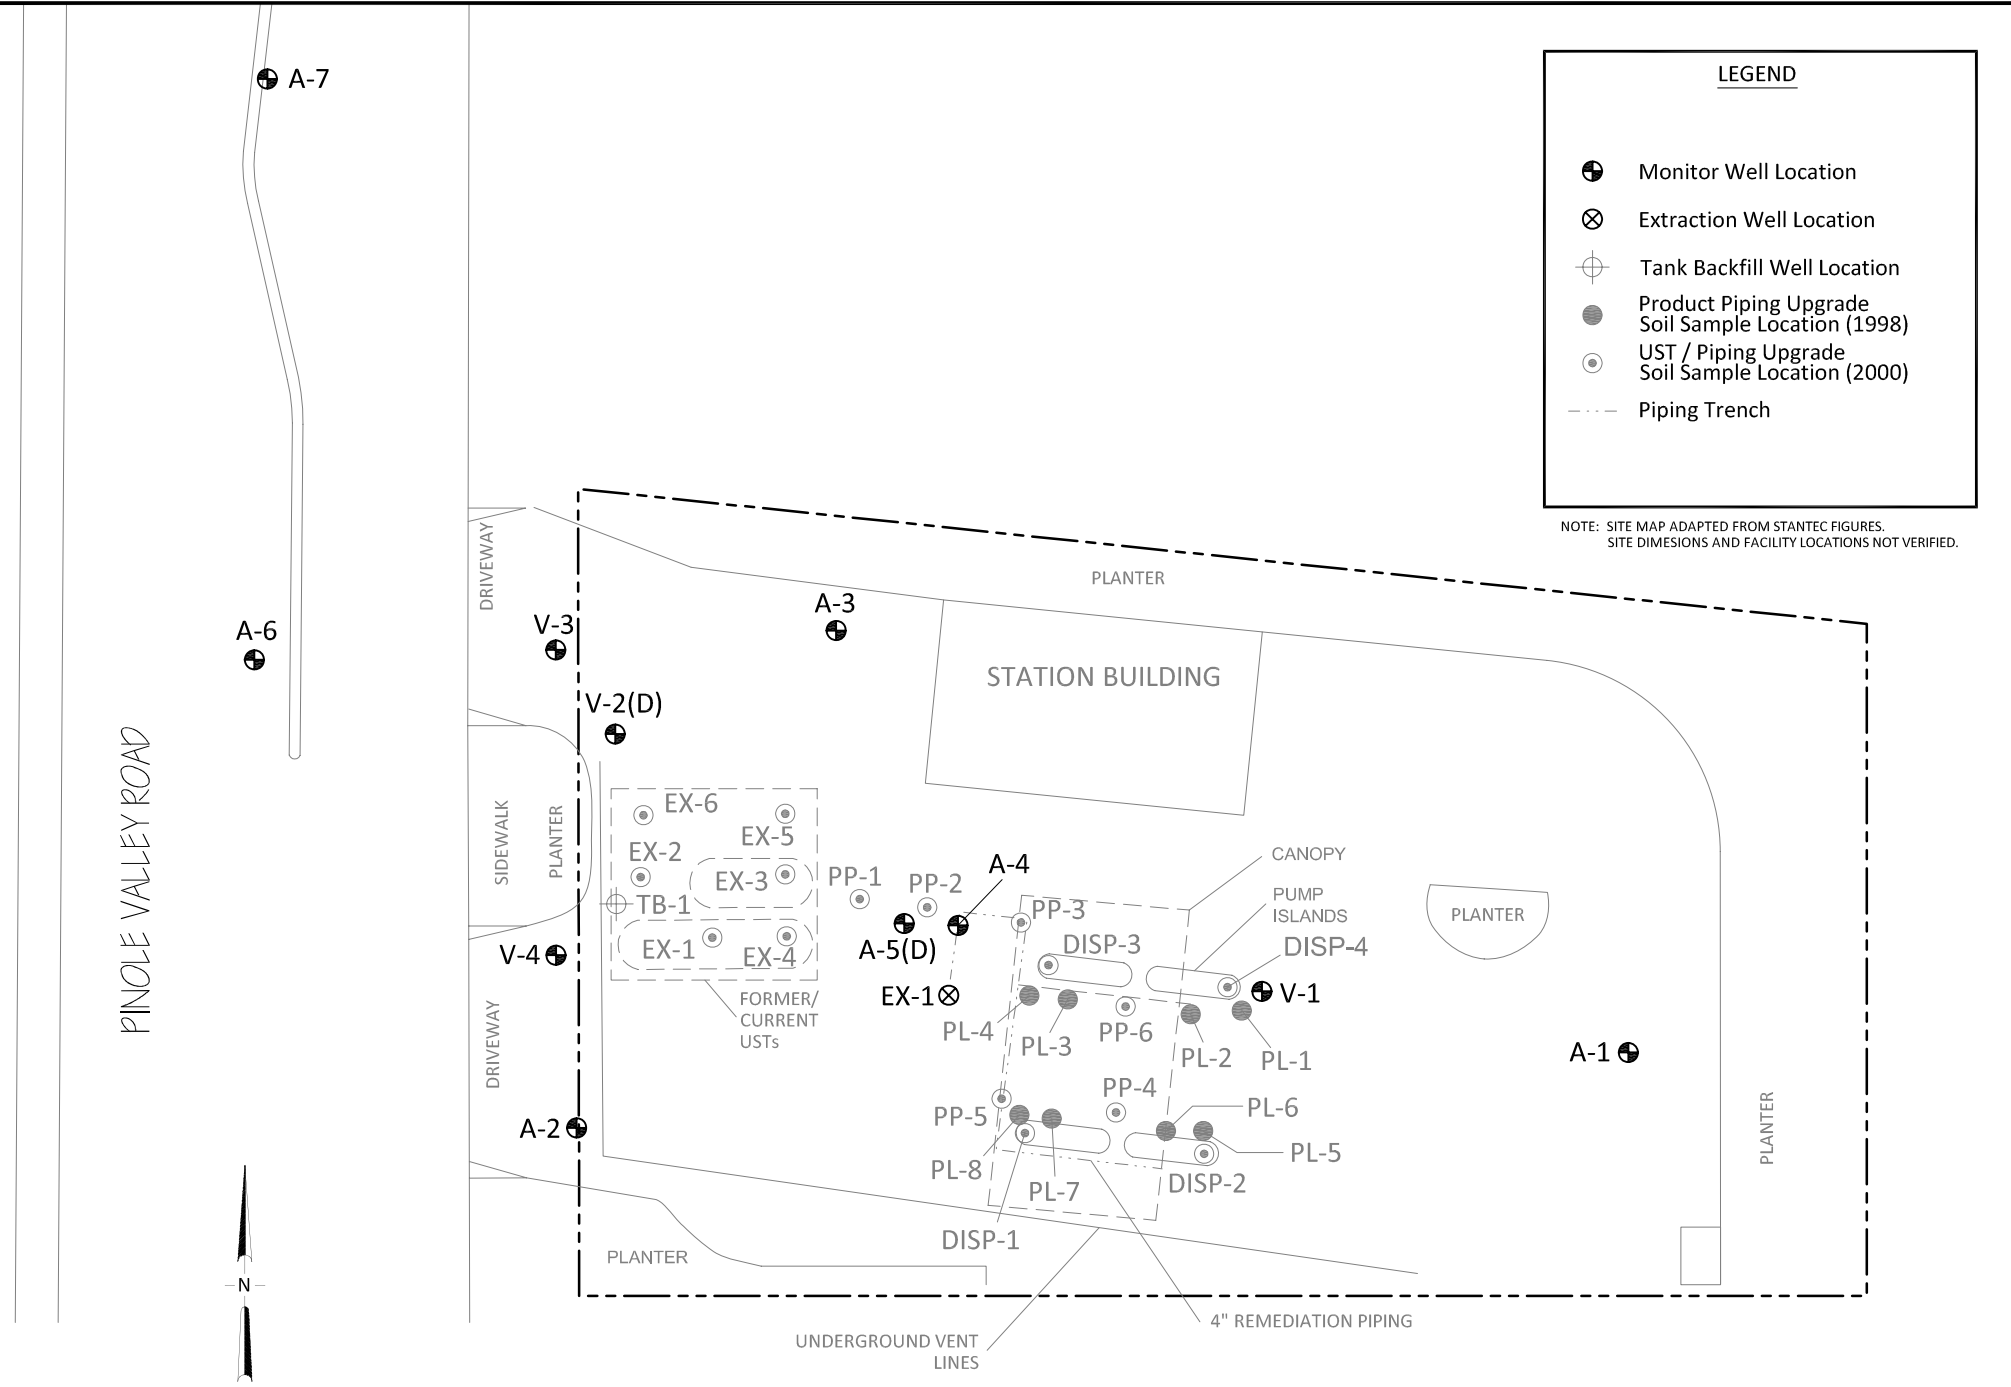 A-7
LEGEND
Monitor Well Location
Extraction Well Location
Tank Backfill Well Location
Product Piping Upgrade
Soil Sample Location (1998)
UST / Piping Upgrade
Soil Sample Location (2000)
Piping Trench
NOTE: SITE MAP ADAPTED FROM STANTEC FIGURES.
SITE DIMESIONS AND FACILITY LOCATIONS NOT VERIFIED.
DRIVEWAY
PLANTER
A-3
V-3
A-6
STATION BUILDING
V-2(D)
PINOLE VALLEY ROAD
SIDEWALK
PLANTER
EX-6
EX-5
EX-2
EX-3
TB-1
EX-1
EX-4
PP-1
PP-2
A-4
CANOPY
PUMP
ISLANDS
PP-3
DISP-3
DISP-4
PLANTER
V-4
A-5(D)
EX-1
V-1
FORMER/
CURRENT
USTs
DRIVEWAY
PL-4
PL-3
PP-6
PL-2
PL-1
A-1
PP-4
PP-5
PL-6
A-2
PL-8
PL-7
PL-5
DISP-2
DISP-1
PLANTER
PLANTER
N
4" REMEDIATION PIPING
UNDERGROUND VENT
LINES